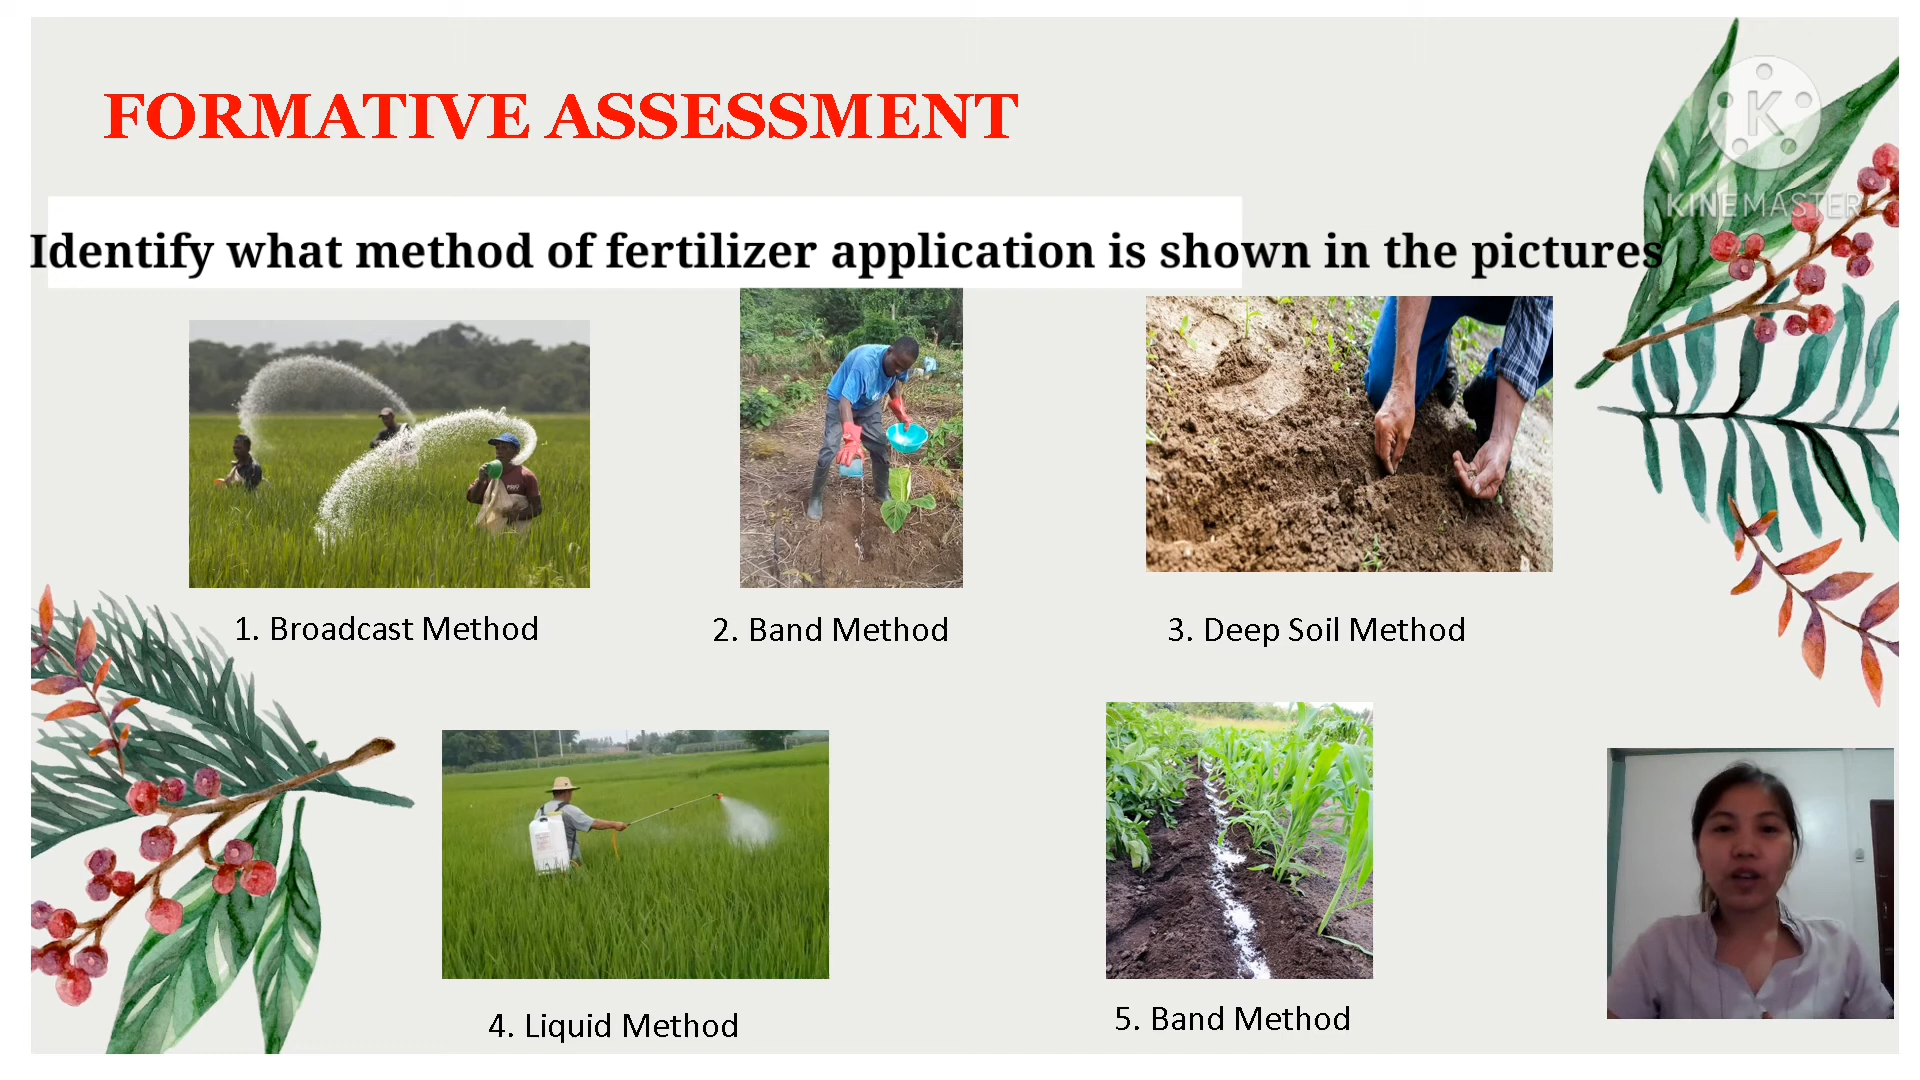 FORMATIVE ASSESSMENT
K
KINEMASTER
Identify what method of fertilizer application is shown in the pictures
1. Broadcast Method
2. Band Method
3. Deep Soil Method
4. Liquid Method
5. Band Method